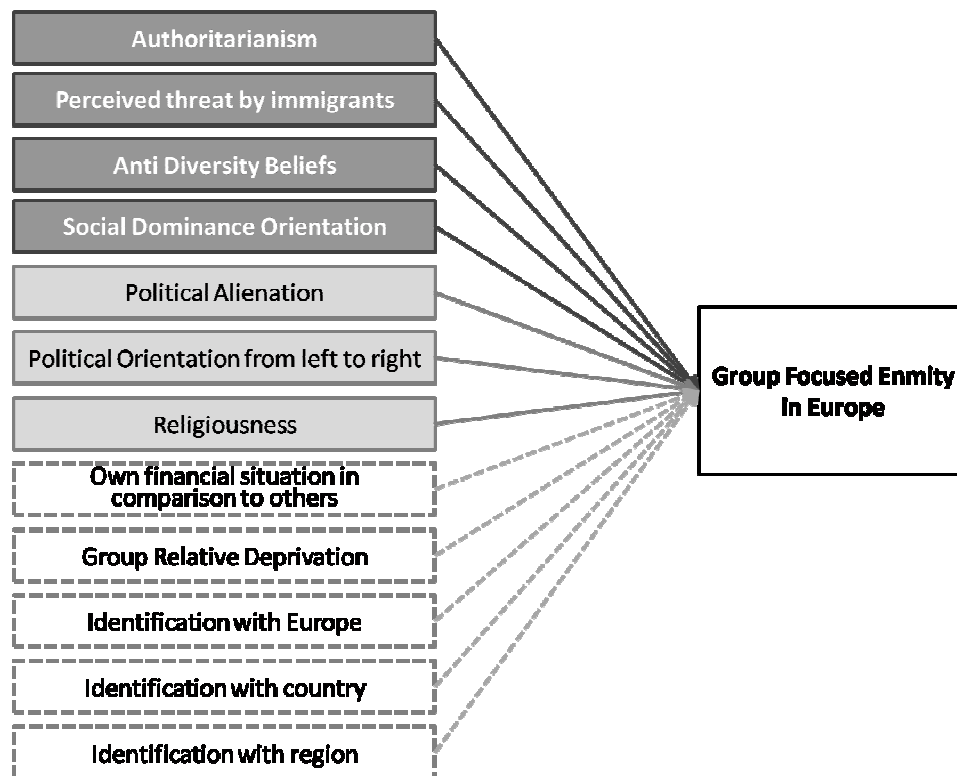 Authoritarianism
Perceived threat by immigrants
Anti Diversity Beliefs
Social Dominance Orientation
Political Alienation
Political Orientation from left to right
Religiousness
Own financial situation in
comparison to others
Group Relative Deprivation
Identification with Europe
Identification with country
Identification with region
Group Focused Enmity
in Europe